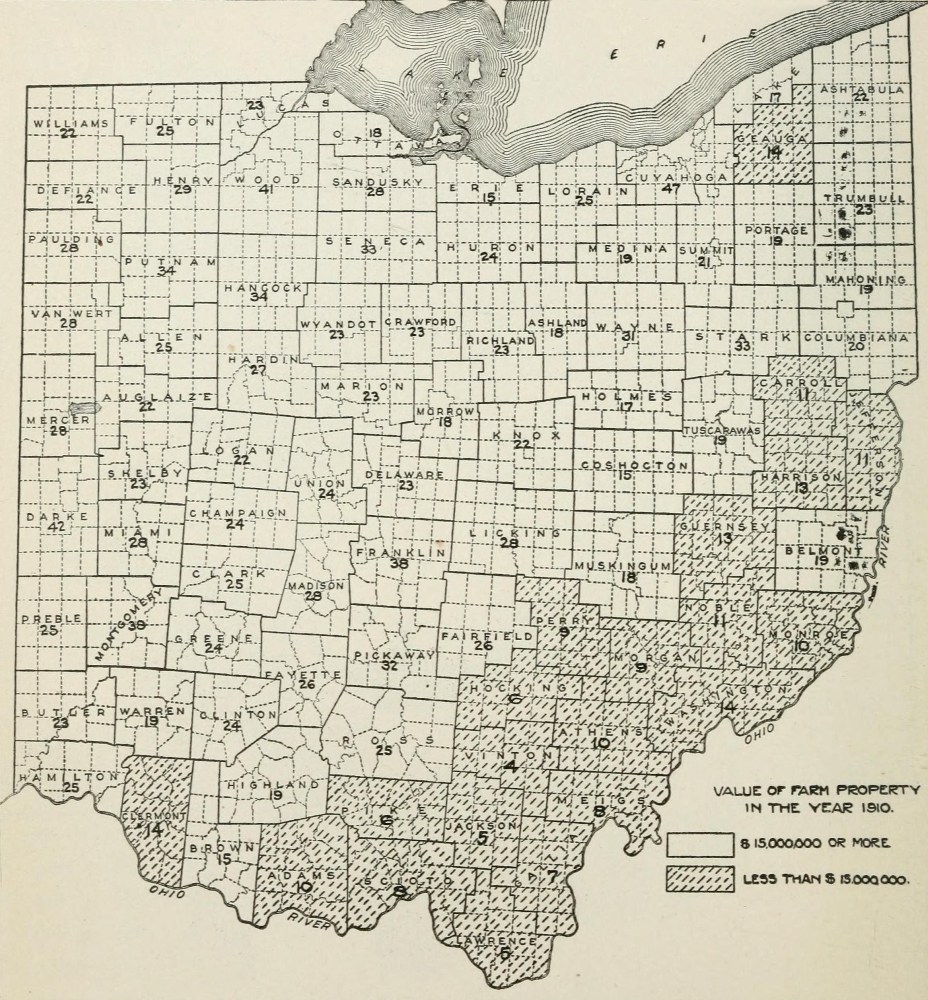 LAKE
ERIE
WILLIAMS
22
FULTON
25
23
LUCAS
18
OTTAWA
LAKE
17
ASHTABULA
22
GEAUGA
14
DEFIANCE
22
HENRY
29
WOOD
41
SANDUSKY
28
ERIE
15
LORAIN
25
CUYAHOGA
47
TRUMBULL
23
PAULDING
28
PUTNAM
34
SENECA
33
HURON
24
MEDINA
19
SUMMIT
21
PORTAGE
19
MAHONING
19
VAN WERT
28
ALLEN
25
HANCOCK
34
WYANDOT
23
CRAWFORD
23
RICHLAND
23
ASHLAND
18
WAYNE
31
STARK
33
COLUMBIANA
20
HARDIN
27
MARION
23
MORROW
18
HOLMES
17
TUSCARAWAS
19
CARROLL
11
JEFFERSON
11
MERCER
28
AUGLAIZE
22
LOGAN
22
UNION
24
DELAWARE
23
KNOX
22
COSHOCTON
15
HARRISON
13
DARKE
42
SHELBY
23
MIAMI
28
CHAMPAIGN
24
CLARK
25
MADISON
28
FRANKLIN
38
LICKING
28
MUSKINGUM
18
GUERNSEY
13
BELMONT
19
RIVER
PREBLE
25
MONTGOMERY
39
GREENE
24
FAYETTE
26
PICKAWAY
32
FAIRFIELD
26
PERRY
9
MORGAN
9
NOBLE
11
MONROE
10
BUTLER
23
WARREN
19
CLINTON
24
ROSS
25
HOCKING
6
ATHENS
10
WASHINGTON
14
OHIO
HAMILTON
25
CLERMONT
14
BROWN
15
HIGHLAND
19
PIKE
6
VINTON
4
JACKSON
5
MEIGS
8
ADAMS
10
SCIOTO
8
7
LAWRENCE
5
OHIO
RIVER
VALUE OF FARM PROPERTY
IN THE YEAR 1910.
$ 15,000,000 OR MORE
LESS THAN $ 15,000,000.